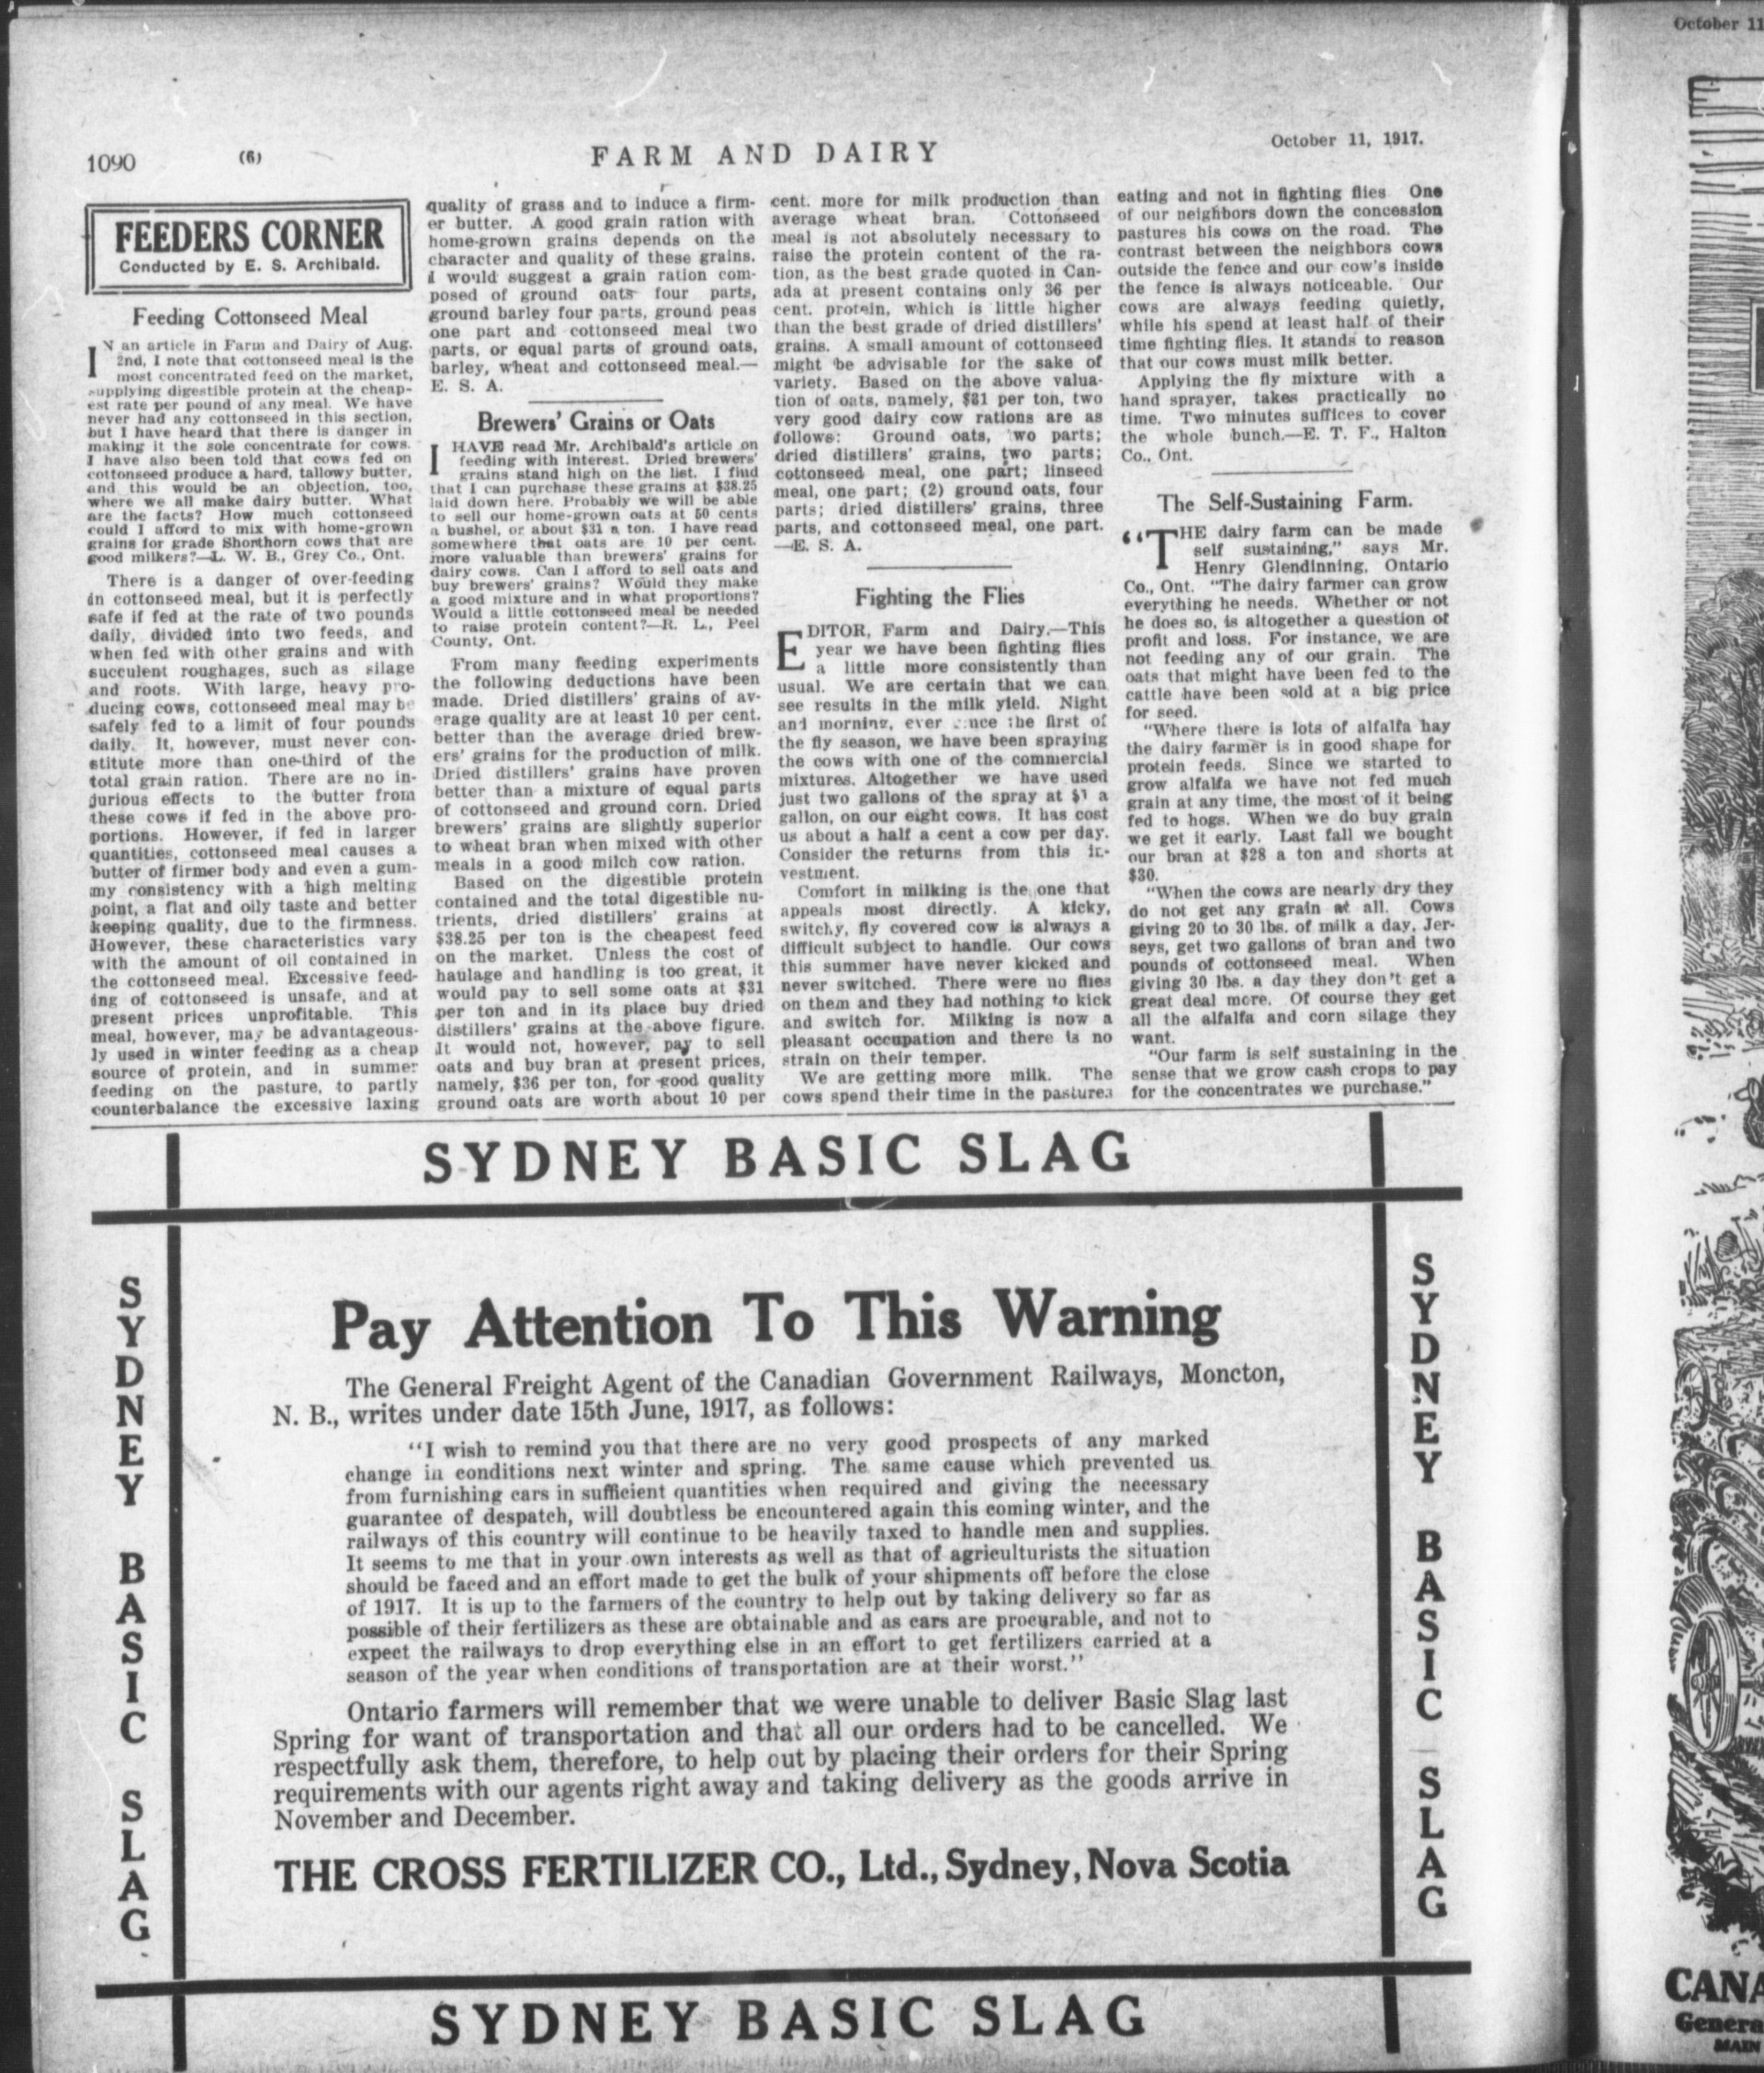 1090
(6)
FARM AND DAIRY
October 11, 1917.
FEEDERS CORNER
Conducted by E. S. Archibald.
Feeding Cottonseed Meal
IN an article in Farm and Dairy of Aug.
2nd, I note that cottonseed meal is the
most concentrated feed on the market,
supplying digestible protein at the cheap-
est rate per pound of any meal. We have
never had any cottonseed in this section,
but I have heard that there is danger in
making it the sole concentrate for cows.
I have also been told that cows fed on
cottonseed produce a hard, tallowy butter,
and this would be an objection, too,
where we all make dairy butter. What
are the facts? How much cottonseed
could I afford to mix with home-grown
grains for grade Shorthorn cows that are
good milkers?—L. W. B., Grey Co., Ont.
There is a danger of over-feeding
in cottonseed meal, but it is perfectly
safe if fed at the rate of two pounds
daily, divided into two feeds, and
when fed with other grains and with
succulent roughages, such as silage
and roots. With large, heavy pro-
ducing cows, cottonseed meal may be
safely fed to a limit of four pounds
daily. It, however, must never con-
stitute more than one-third of the
total grain ration. There are no in-
jurious effects to the butter from
these cows if fed in the above pro-
portions. However, if fed in larger
quantities, cottonseed meal causes a
butter of firmer body and even a gum-
my consistency with a high melting
point, a flat and oily taste and better
keeping quality, due to the firmness.
However, these characteristics vary
with the amount of oil contained in
the cottonseed meal. Excessive feed-
ing of cottonseed is unsafe, and at
present prices unprofitable. This
meal, however, may be advantageous-
ly used in winter feeding as a cheap
source of protein, and in summer
feeding on the pasture, to partly
counterbalance the excessive laxing
quality of grass and to induce a firm-
er butter. A good grain ration with
home-grown grains depends on the
character and quality of these grains.
I would suggest a grain ration com-
posed of ground oats four parts,
ground barley four parts, ground peas
one part and cottonseed meal two
parts, or equal parts of ground oats,
barley, wheat and cottonseed meal.—
E. S. A.
Brewers' Grains or Oats
I HAVE read Mr. Archibald's article on
feeding with interest. Dried brewers'
grains stand high on the list. I find
that I can purchase these grains at $38.25
laid down here. Probably we will be able
to sell our home-grown oats at 50 cents
a bushel, or about $31 a ton. I have read
somewhere that oats are 10 per cent.
more valuable than brewers' grains for
dairy cows. Can I afford to sell oats and
buy brewers' grains? Would they make
a good mixture and in what proportions?
Would a little cottonseed meal be needed
to raise protein content?—R. L., Peel
County, Ont.
From many feeding experiments
the following deductions have been
made. Dried distillers' grains of av-
erage quality are at least 10 per cent.
better than the average dried brew-
ers' grains for the production of milk.
Dried distillers' grains have proven
better than a mixture of equal parts
of cottonseed and ground corn. Dried
brewers' grains are slightly superior
to wheat bran when mixed with other
meals in a good milch cow ration.
Based on the digestible protein
contained and the total digestible nu-
trients, dried distillers' grains at
$38.25 per ton is the cheapest feed
on the market. Unless the cost of
haulage and handling is too great, it
would pay to sell some oats at $31
per ton and in its place buy dried
distillers' grains at the above figure.
It would not, however, pay to sell
oats and buy bran at present prices,
namely, $36 per ton, for good quality
ground oats are worth about 10 per
cent. more for milk production than
average wheat bran. Cottonseed
meal is not absolutely necessary to
raise the protein content of the ra-
tion, as the best grade quoted in Can-
ada at present contains only 36 per
cent. protein, which is little higher
than the best grade of dried distillers'
grains. A small amount of cottonseed
might be advisable for the sake of
variety. Based on the above valua-
tion of oats, namely, $31 per ton, two
very good dairy cow rations are as
follows: Ground oats, two parts;
dried distillers' grains, two parts;
cottonseed meal, one part; linseed
meal, one part; (2) ground oats, four
parts; dried distillers' grains, three
parts, and cottonseed meal, one part.
—E. S. A.
Fighting the Flies
EDITOR, Farm and Dairy,—This
year we have been fighting flies
a little more consistently than
usual. We are certain that we can
see results in the milk yield. Night
and morning, ever since the first of
the fly season, we have been spraying
the cows with one of the commercial
mixtures. Altogether we have used
just two gallons of the spray at $1 a
gallon, on our eight cows. It has cost
us about a half a cent a cow per day.
Consider the returns from this in-
vestment.
Comfort in milking is the one that
appeals most directly. A kicky,
switchy, fly covered cow is always a
difficult subject to handle. Our cows
this summer have never kicked and
never switched. There were no flies
on them and they had nothing to kick
and switch for. Milking is now a
pleasant occupation and there is no
strain on their temper.
We are getting more milk. The
cows spend their time in the pastures
eating and not in fighting flies One
of our neighbors down the concession
pastures his cows on the road. The
contrast between the neighbors cows
outside the fence and our cow's inside
the fence is always noticeable. Our
cows are always feeding quietly,
while his spend at least half of their
time fighting flies. It stands to reason
that our cows must milk better.
Applying the fly mixture with a
hand sprayer, takes practically no
time. Two minutes suffices to cover
the whole bunch.—E. T. F., Halton
Co., Ont.
The Self-Sustaining Farm.
"THE dairy farm can be made
self sustaining," says Mr.
Henry Glendinning, Ontario
Co., Ont. "The dairy farmer can grow
everything he needs. Whether or not
he does so, is altogether a question of
profit and loss. For instance, we are
not feeding any of our grain. The
oats that might have been fed to the
cattle have been sold at a big price
for seed.
"Where there is lots of alfalfa hay
the dairy farmer is in good shape for
protein feeds. Since we started to
grow alfalfa we have not fed much
grain at any time, the most of it being
fed to hogs. When we do buy grain
we get it early. Last fall we bought
our bran at $28 a ton and shorts at
$30.
"When the cows are nearly dry they
do not get any grain at all. Cows
giving 20 to 30 lbs. of milk a day, Jer-
seys, get two gallons of bran and two
pounds of cottonseed meal. When
giving 30 lbs. a day they don't get a
great deal more. Of course they get
all the alfalfa and corn silage they
want.
"Our farm is self sustaining in the
sense that we grow cash crops to pay
for the concentrates we purchase."
SYDNEY BASIC SLAG
SYDNEY BASIC SLAG
Pay Attention To This Warning
The General Freight Agent of the Canadian Government Railways, Moncton,
N. B., writes under date 15th June, 1917, as follows:
"I wish to remind you that there are no very good prospects of any marked
change in conditions next winter and spring. The same cause which prevented us
from furnishing cars in sufficient quantities when required and giving the necessary
guarantee of despatch, will doubtless be encountered again this coming winter, and the
railways of this country will continue to be heavily taxed to handle men and supplies.
It seems to me that in your own interests as well as that of agriculturists the situation
should be faced and an effort made to get the bulk of your shipments off before the close
of 1917. It is up to the farmers of the country to help out by taking delivery so far as
possible of their fertilizers as these are obtainable and as cars are procurable, and not to
expect the railways to drop everything else in an effort to get fertilizers carried at a
season of the year when conditions of transportation are at their worst."
Ontario farmers will remember that we were unable to deliver Basic Slag last
Spring for want of transportation and that all our orders had to be cancelled. We
respectfully ask them, therefore, to help out by placing their orders for their Spring
requirements with our agents right away and taking delivery as the goods arrive in
November and December.
THE CROSS FERTILIZER CO., Ltd., Sydney, Nova Scotia
SYDNEY BASIC SLAG
SYDNEY BASIC SLAG
October 11
CANA
Genera
MAIN